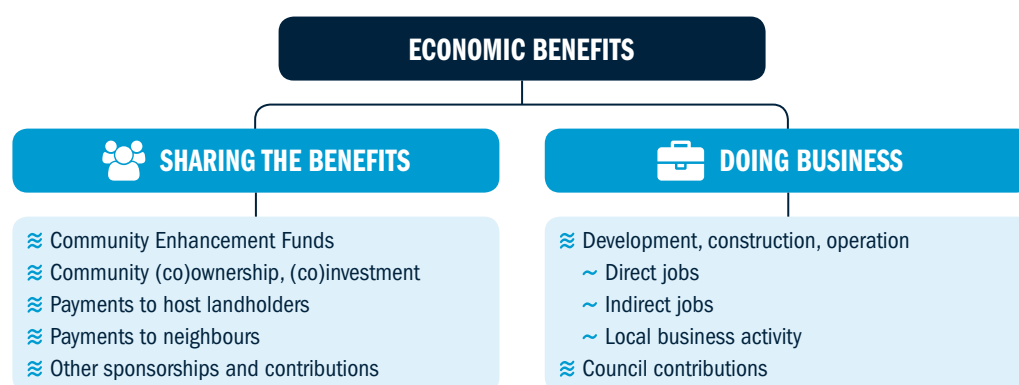 ECONOMIC BENEFITS
SHARING THE BENEFITS
Community Enhancement Funds
Community (co)ownership, (co)investment
Payments to host landholders
Payments to neighbours
Other sponsorships and contributions
DOING BUSINESS
Development, construction, operation
~ Direct jobs
~ Indirect jobs
~ Local business activity
Council contributions